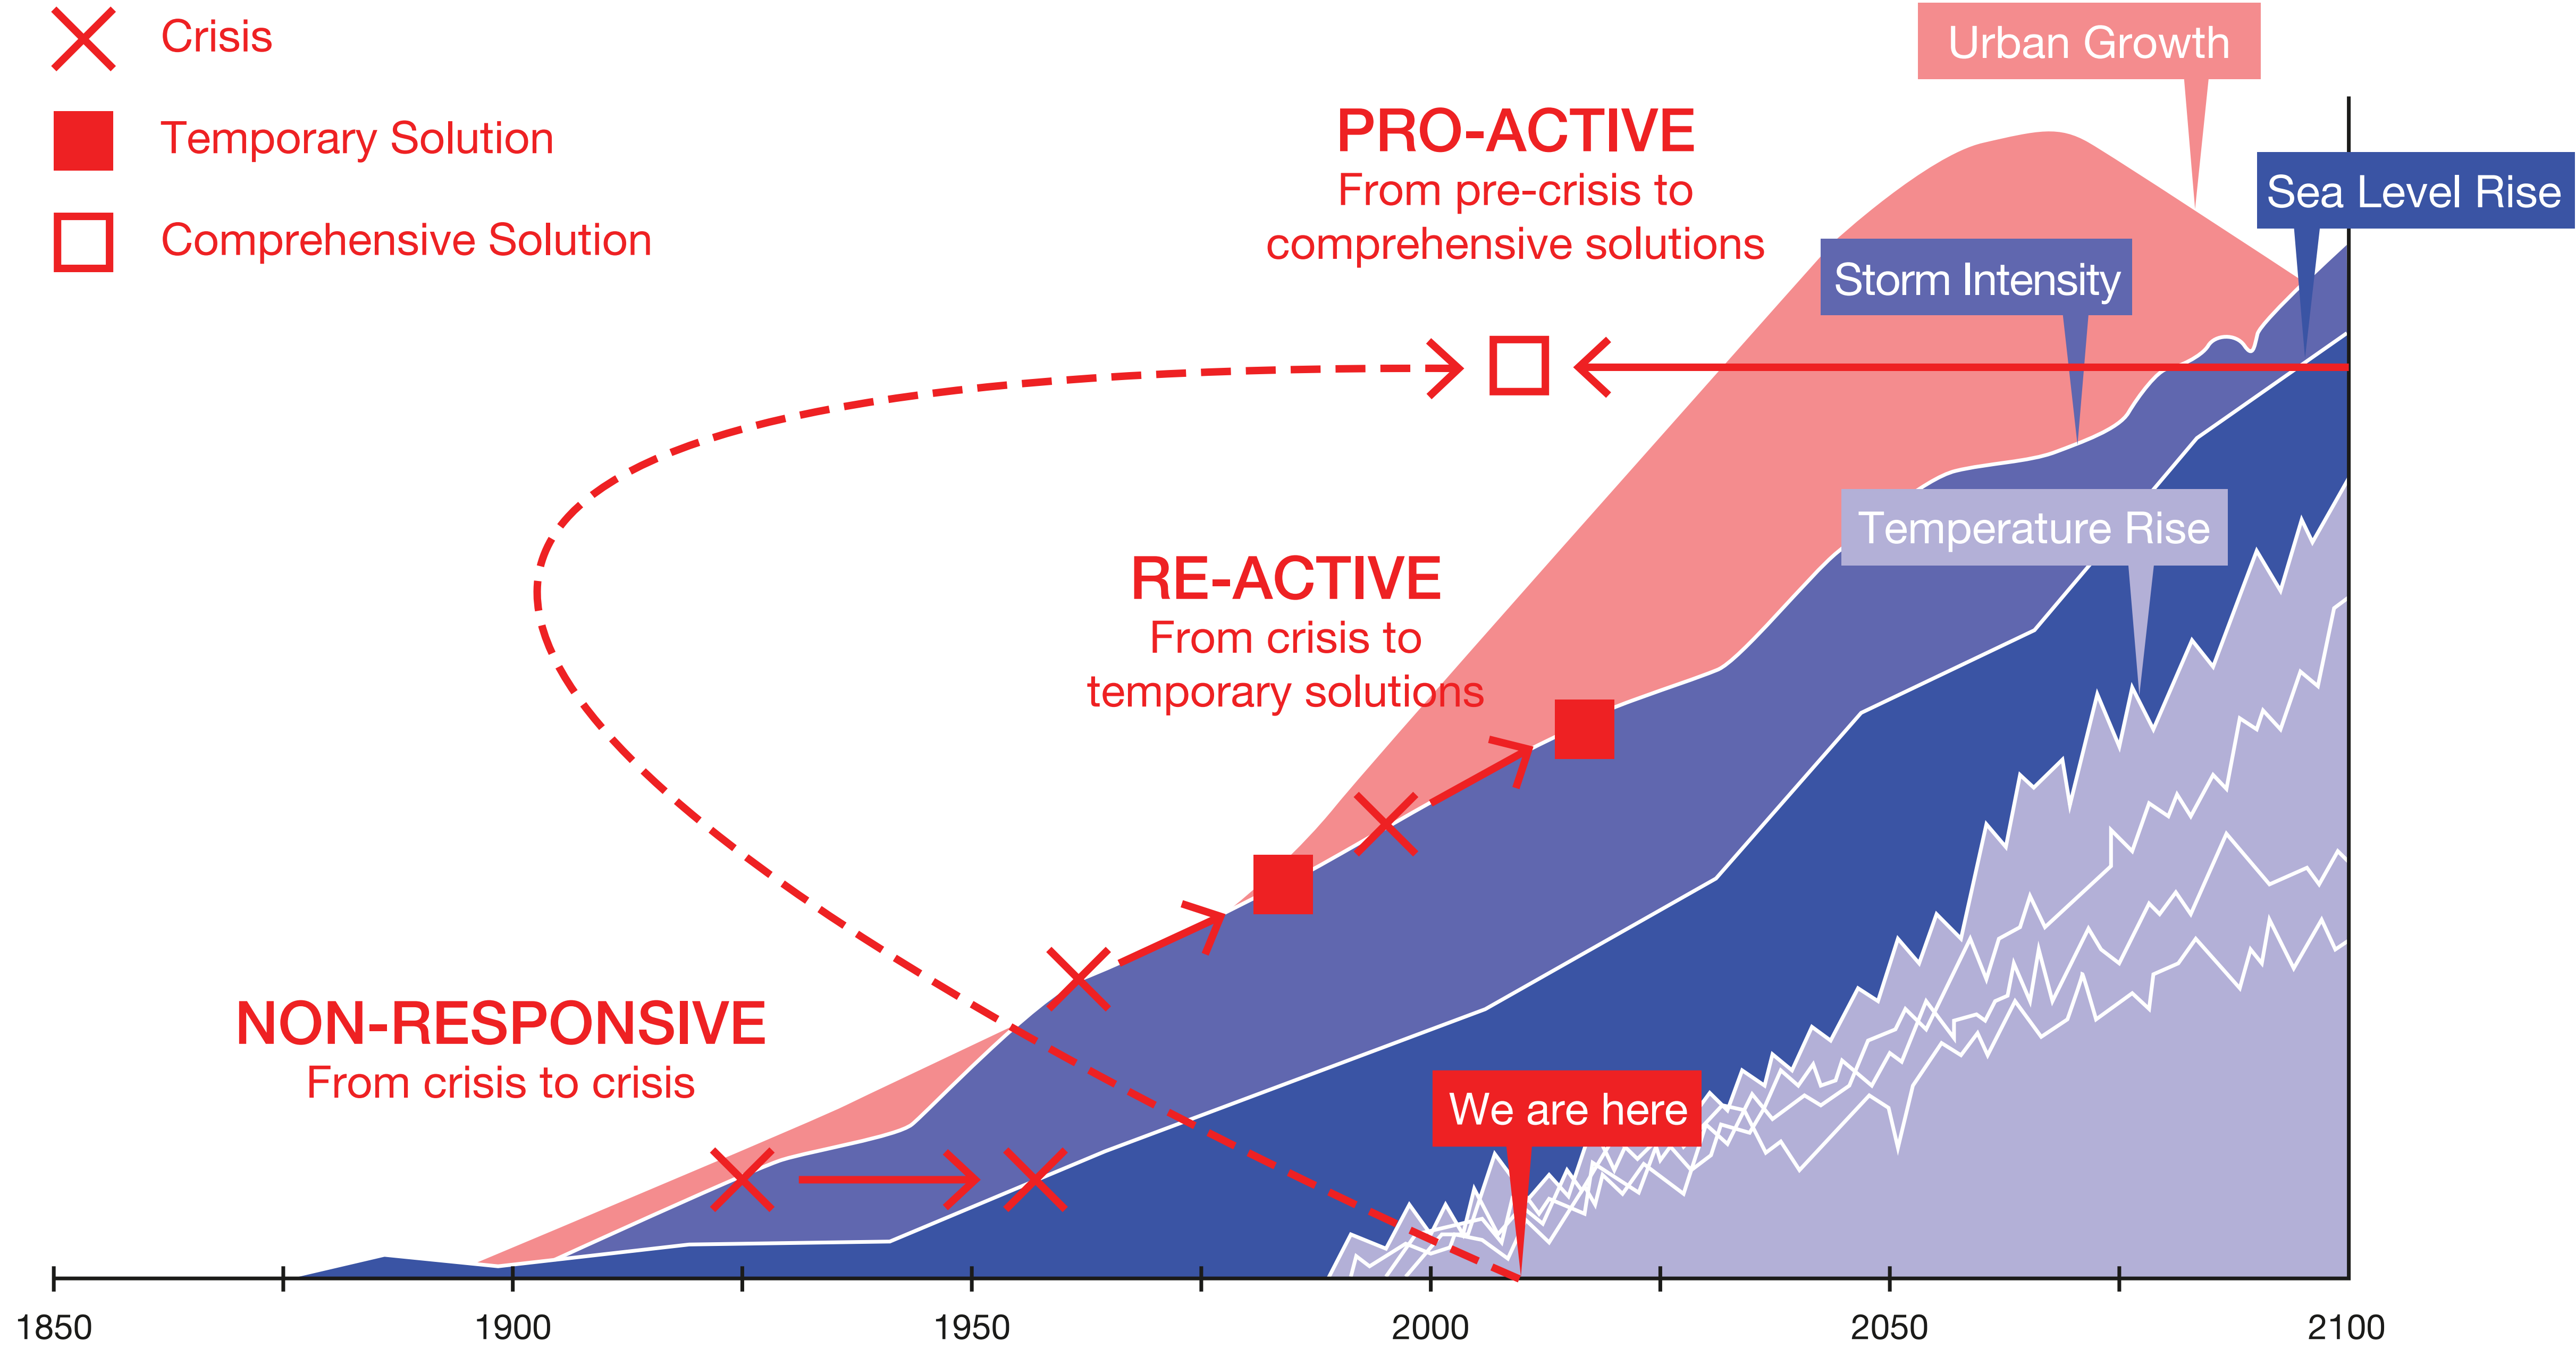 Crisis
Temporary Solution
Comprehensive Solution
Urban Growth
PRO-ACTIVE
From pre-crisis to
comprehensive solutions
Sea Level Rise
Storm Intensity
Temperature Rise
RE-ACTIVE
From crisis to
temporary solutions
NON-RESPONSIVE
From crisis to crisis
We are here
1850
1900
1950
2000
2050
2100